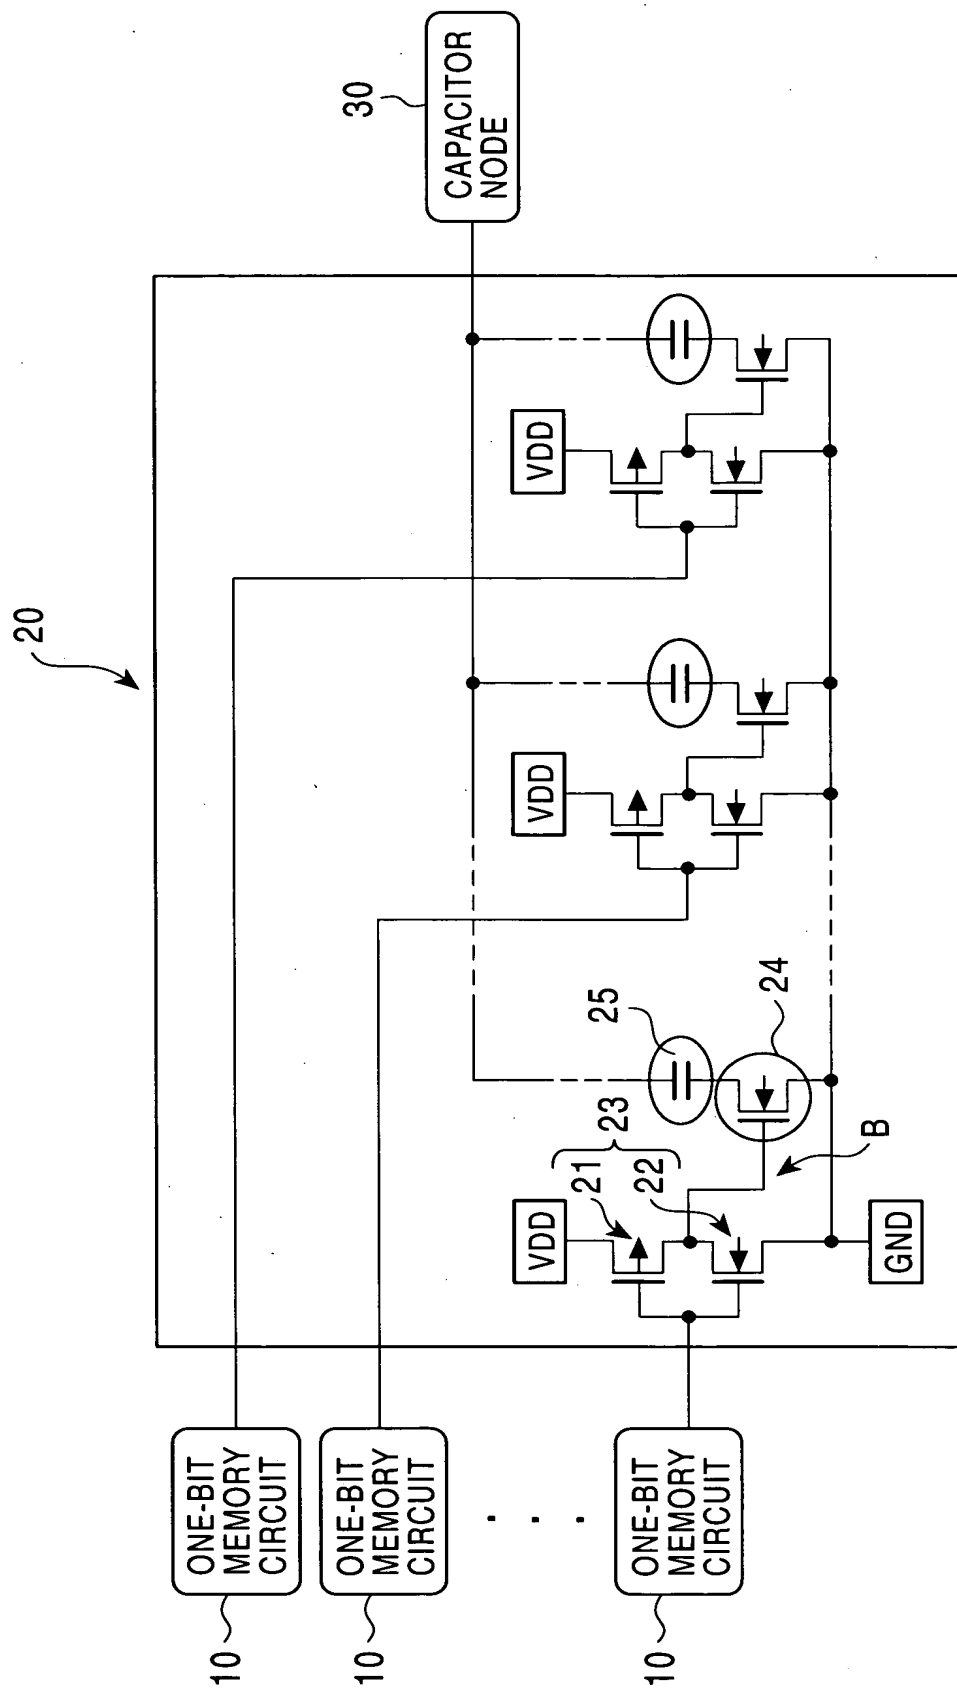 20
30
CAPACITOR
NODE
VDD
VDD
VDD
21
22
23
25
24
B
GND
ONE-BIT
MEMORY
CIRCUIT
10
ONE-BIT
MEMORY
CIRCUIT
10
ONE-BIT
MEMORY
CIRCUIT
10